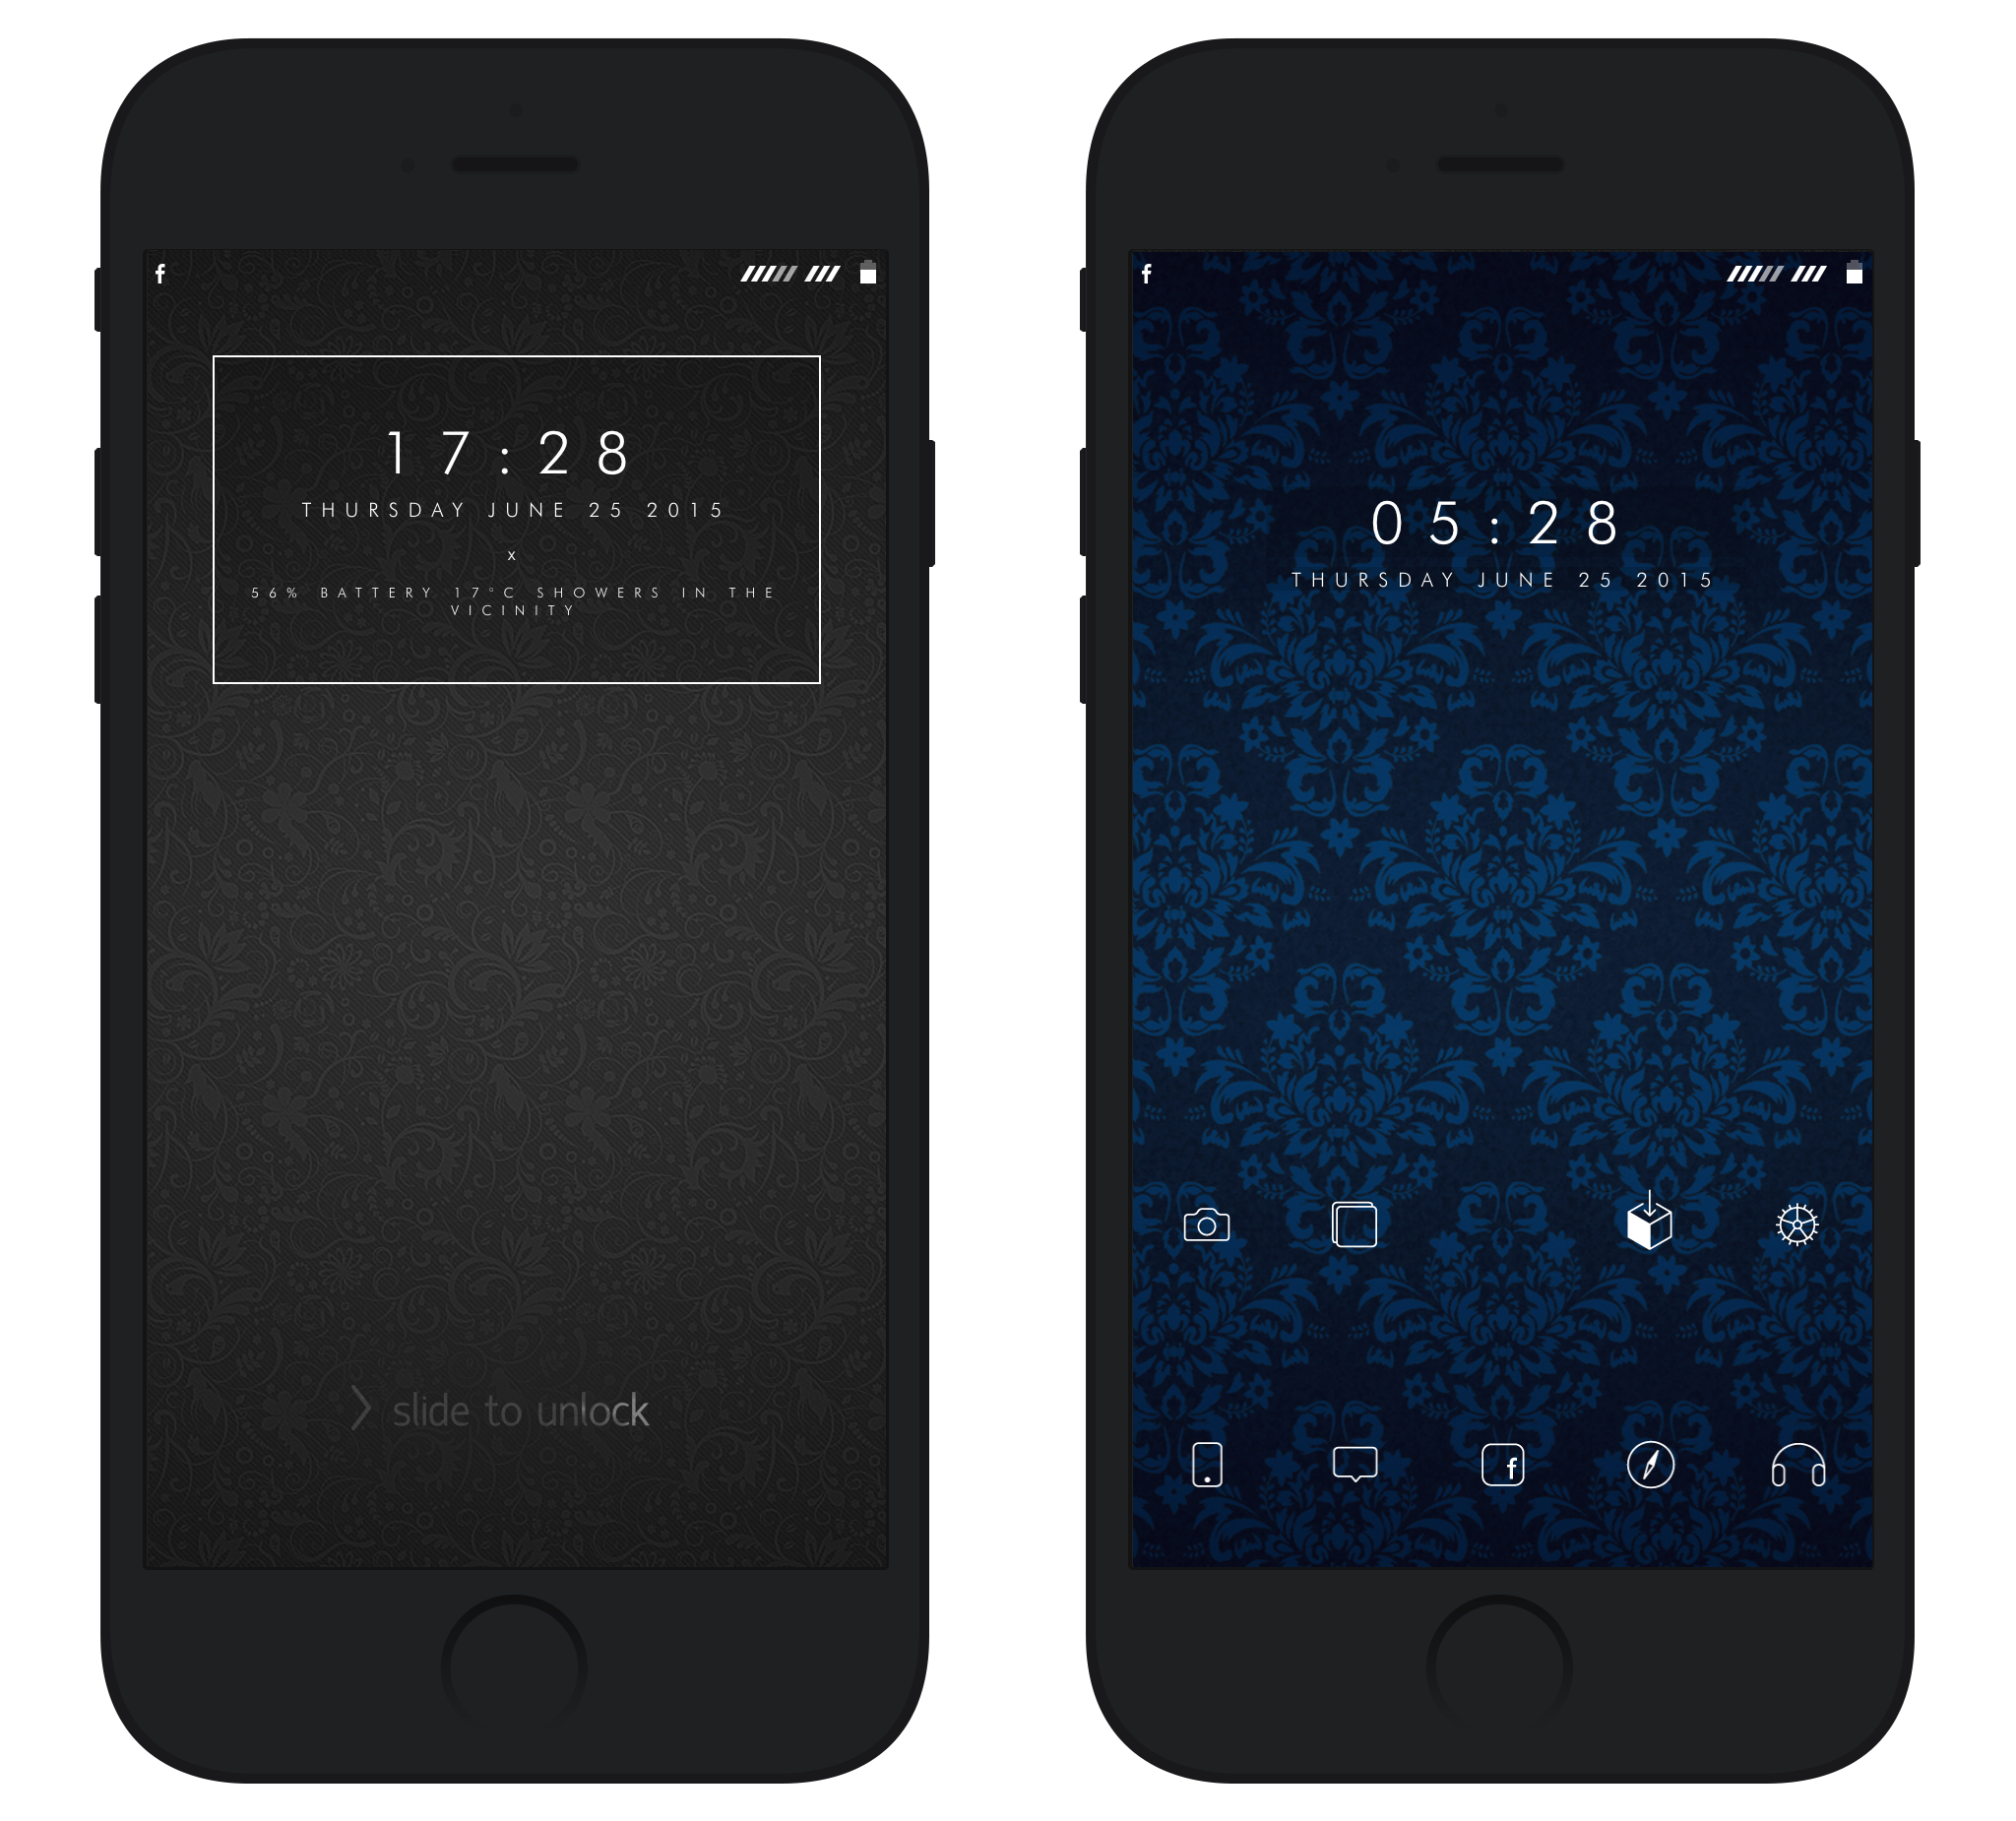 f
17:28
THURSDAY JUNE 25 2015
x
56% BATTERY 17°C SHOWERS IN THE
VICINITY
slide to unlock
f
05:28
THURSDAY JUNE 25 2015
f